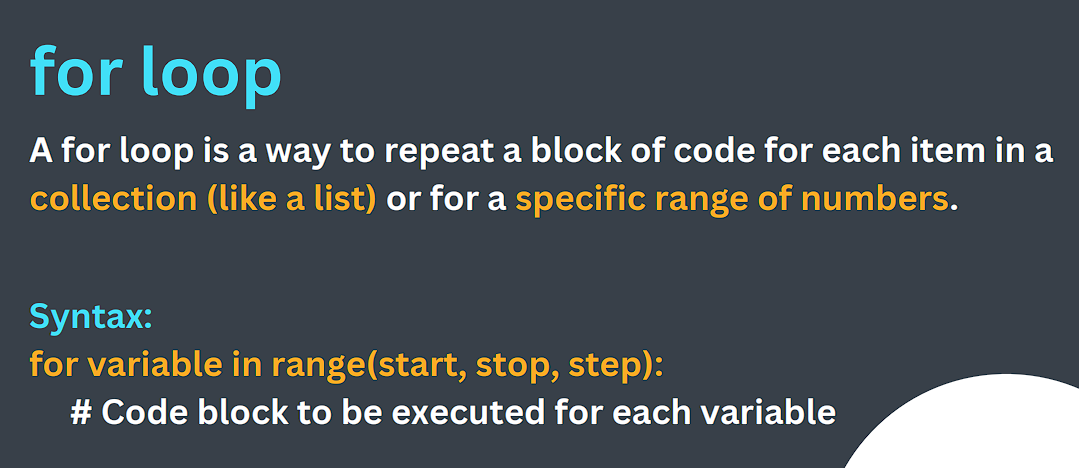 for loop
A for loop is a way to repeat a block of code for each item in a
collection (like a list) or for a specific range of numbers.
Syntax:
for variable in range(start, stop, step):
# Code block to be executed for each variable